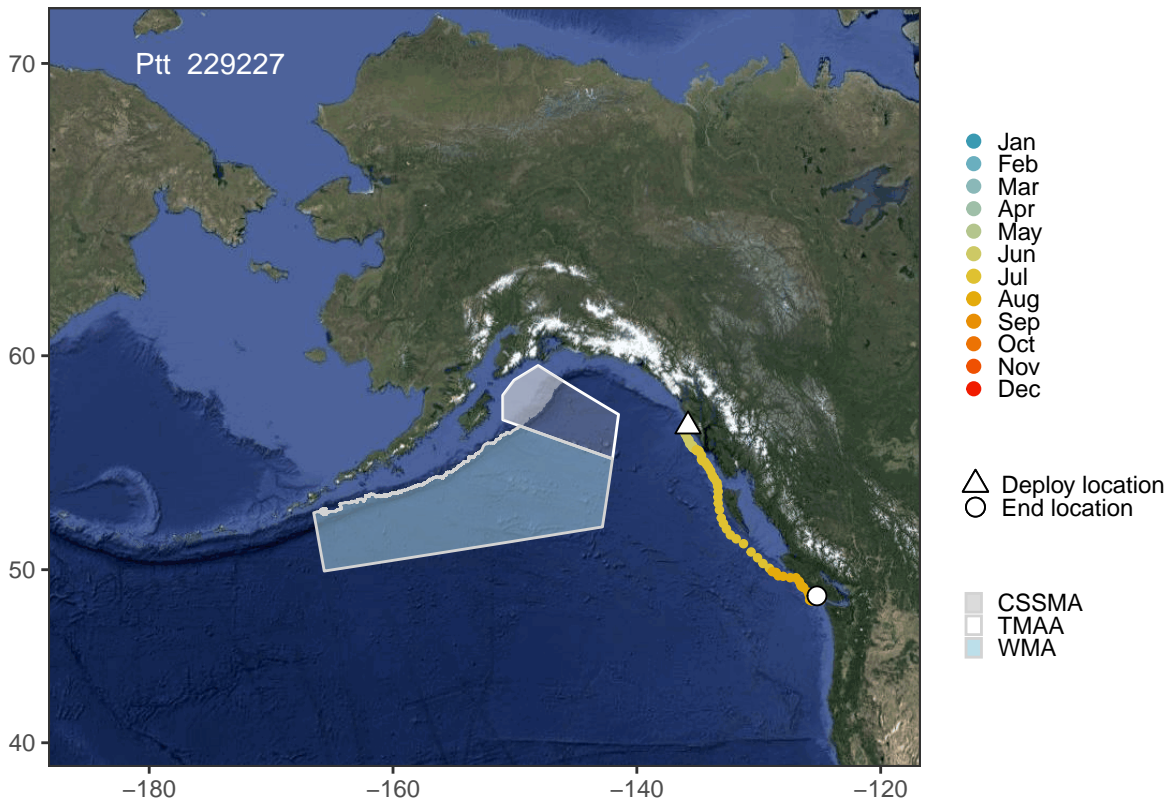 Ptt 229227
70
60
50
40
−180
−160
−140
−120
Jan
Feb
Mar
Apr
May
Jun
Jul
Aug
Sep
Oct
Nov
Dec
Deploy location
End location
CSSMA
TMAA
WMA